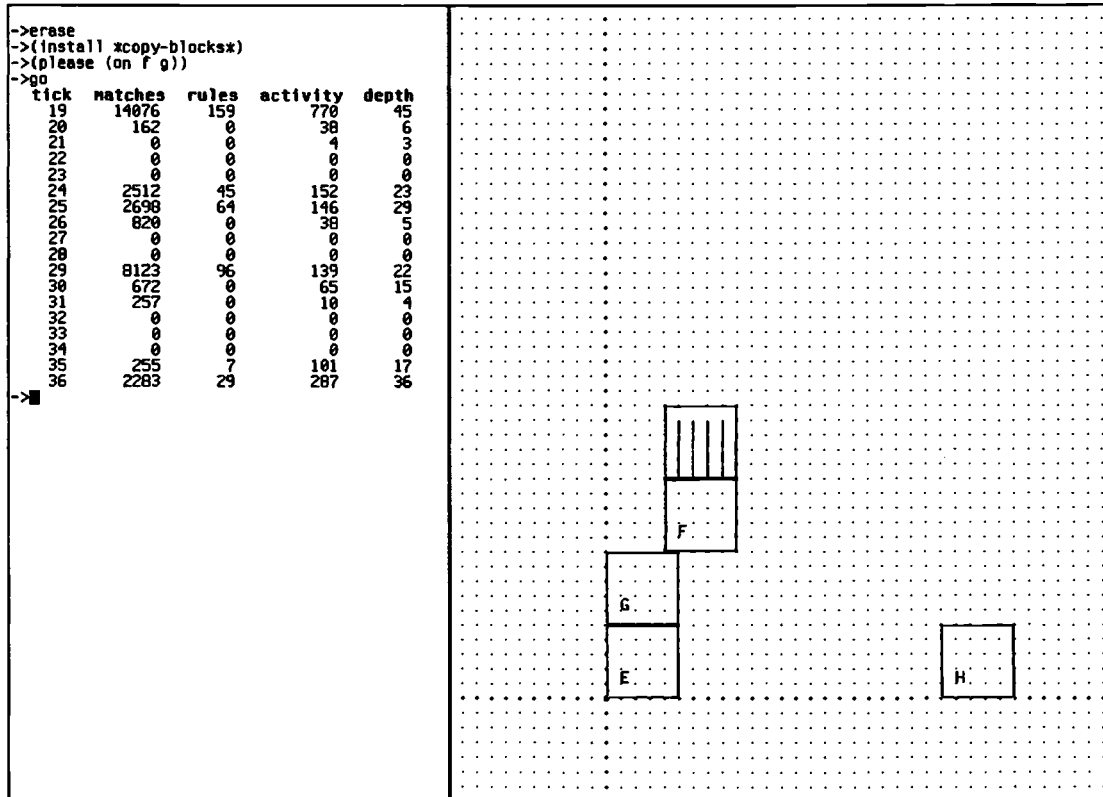 ->erase
->(install *copy-blocks*)
->(please (on f g))
->go
tick matches rules activity depth
19 14076 159 770 45
20 162 0 38 6
21 0 0 4 3
22 0 0 0 0
23 0 0 0 0
24 2512 45 152 23
25 2698 64 146 29
26 820 0 38 5
27 0 0 0 0
28 0 0 0 0
29 8123 96 139 22
30 672 0 65 15
31 257 0 10 4
32 0 0 0 0
33 0 0 0 0
34 0 0 0 0
35 255 7 101 17
36 2283 29 287 36
->
F
G
E H